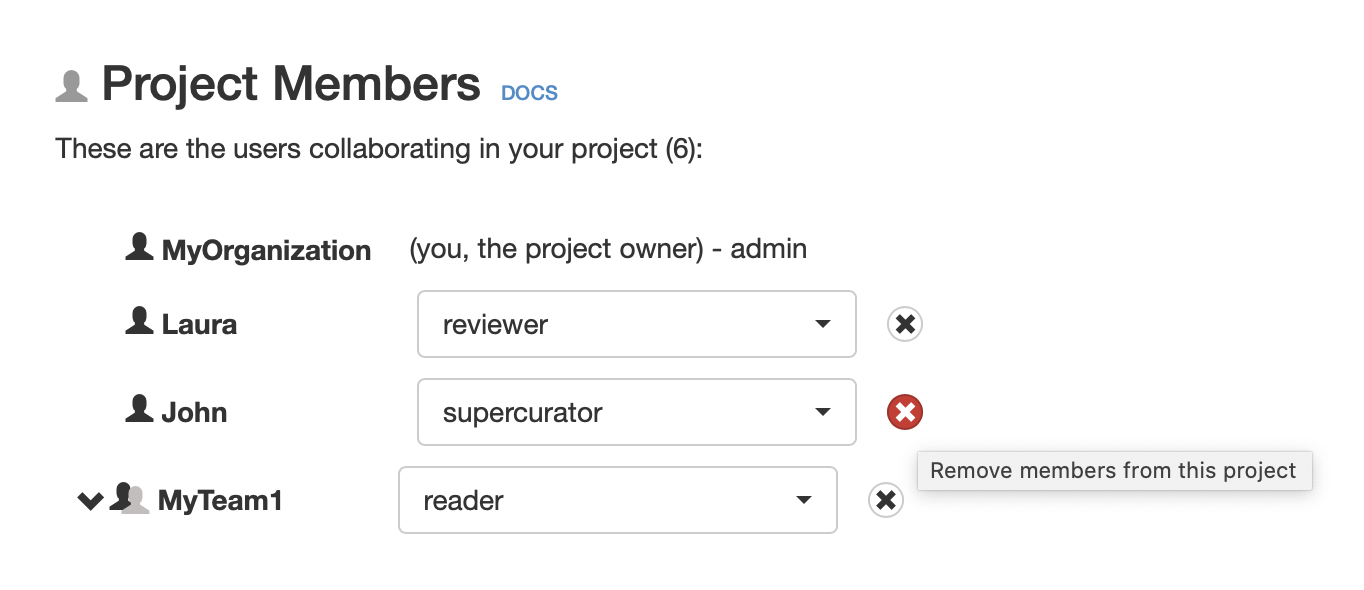 Project Members DOCS
These are the users collaborating in your project (6):
MyOrganization (you, the project owner) - admin
Laura reviewer
John supercurator
Remove members from this project
MyTeam1 reader